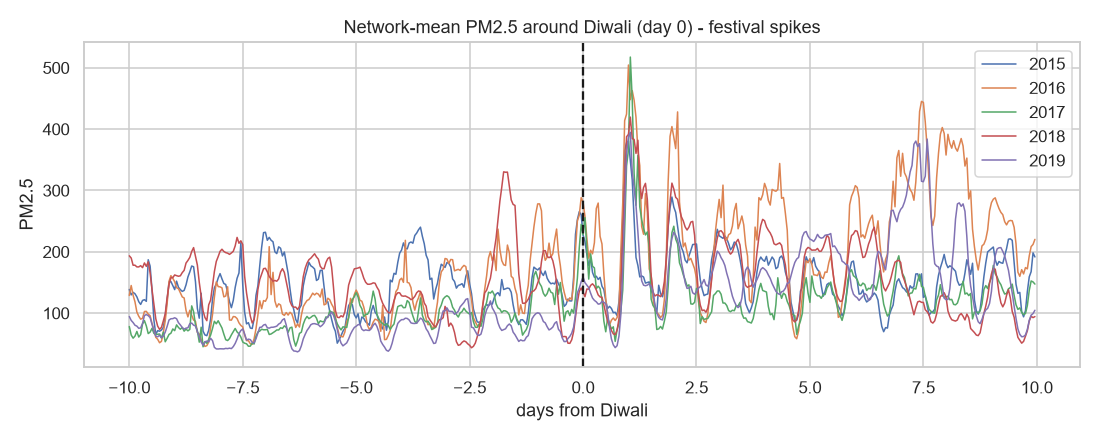 Network-mean PM2.5 around Diwali (day 0) - festival spikes
500
400
300
200
100
PM2.5
2015
2016
2017
2018
2019
−10.0 −7.5 −5.0 −2.5 0.0 2.5 5.0 7.5 10.0
days from Diwali